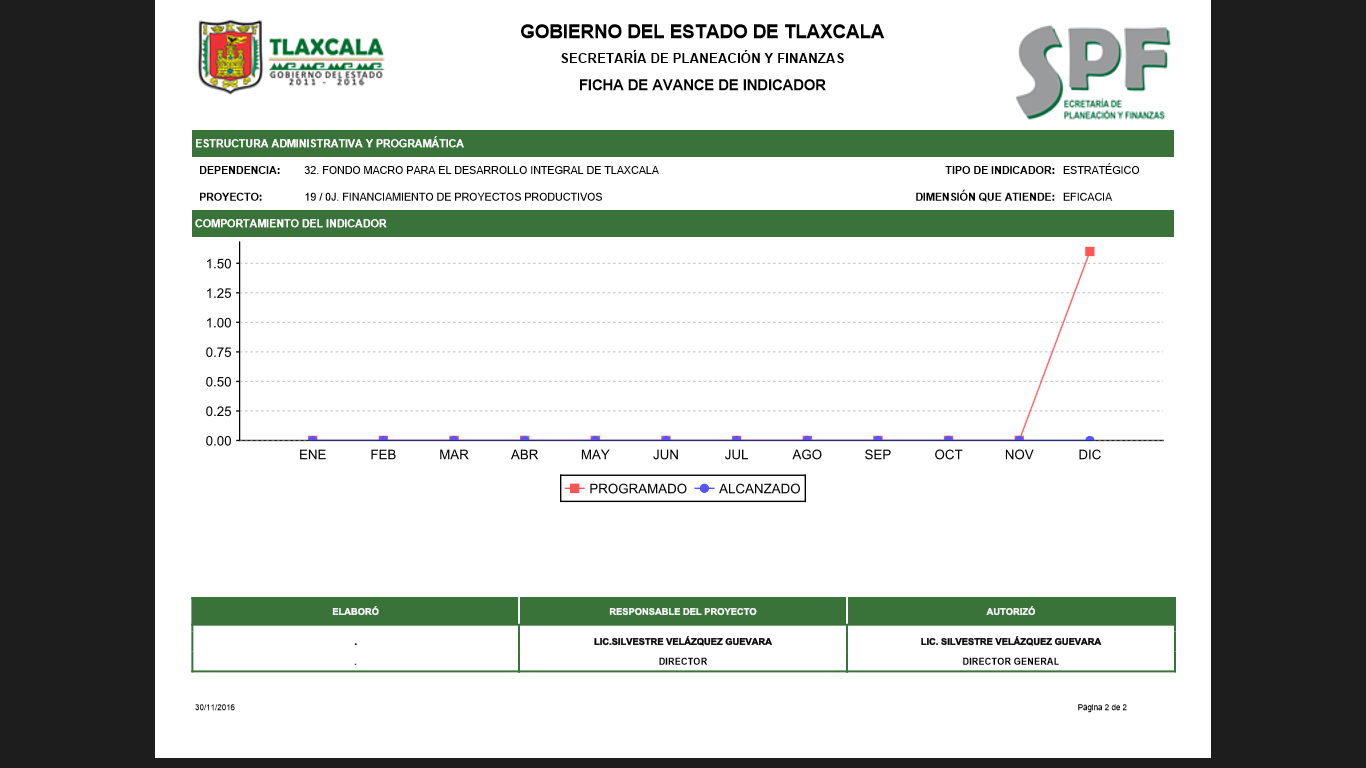 TLAXCALA
GOBIERNO DEL ESTADO
2011 - 2016
GOBIERNO DEL ESTADO DE TLAXCALA
SECRETARÍA DE PLANEACIÓN Y FINANZAS
FICHA DE AVANCE DE INDICADOR
SPF
ECRETARÍA DE
PLANEACIÓN Y FINANZAS
ESTRUCTURA ADMINISTRATIVA Y PROGRAMÁTICA
DEPENDENCIA: 32. FONDO MACRO PARA EL DESARROLLO INTEGRAL DE TLAXCALA TIPO DE INDICADOR: ESTRATÉGICO
PROYECTO: 19 / 0J. FINANCIAMIENTO DE PROYECTOS PRODUCTIVOS DIMENSIÓN QUE ATIENDE: EFICACIA
COMPORTAMIENTO DEL INDICADOR
1.50
1.25
1.00
0.75
0.50
0.25
0.00
ENE FEB MAR ABR MAY JUN JUL AGO SEP OCT NOV DIC
PROGRAMADO ALCANZADO
ELABORÓ RESPONSABLE DEL PROYECTO AUTORIZÓ
. LIC.SILVESTRE VELÁZQUEZ GUEVARA LIC. SILVESTRE VELÁZQUEZ GUEVARA
. DIRECTOR DIRECTOR GENERAL
30/11/2016 Página 2 de 2